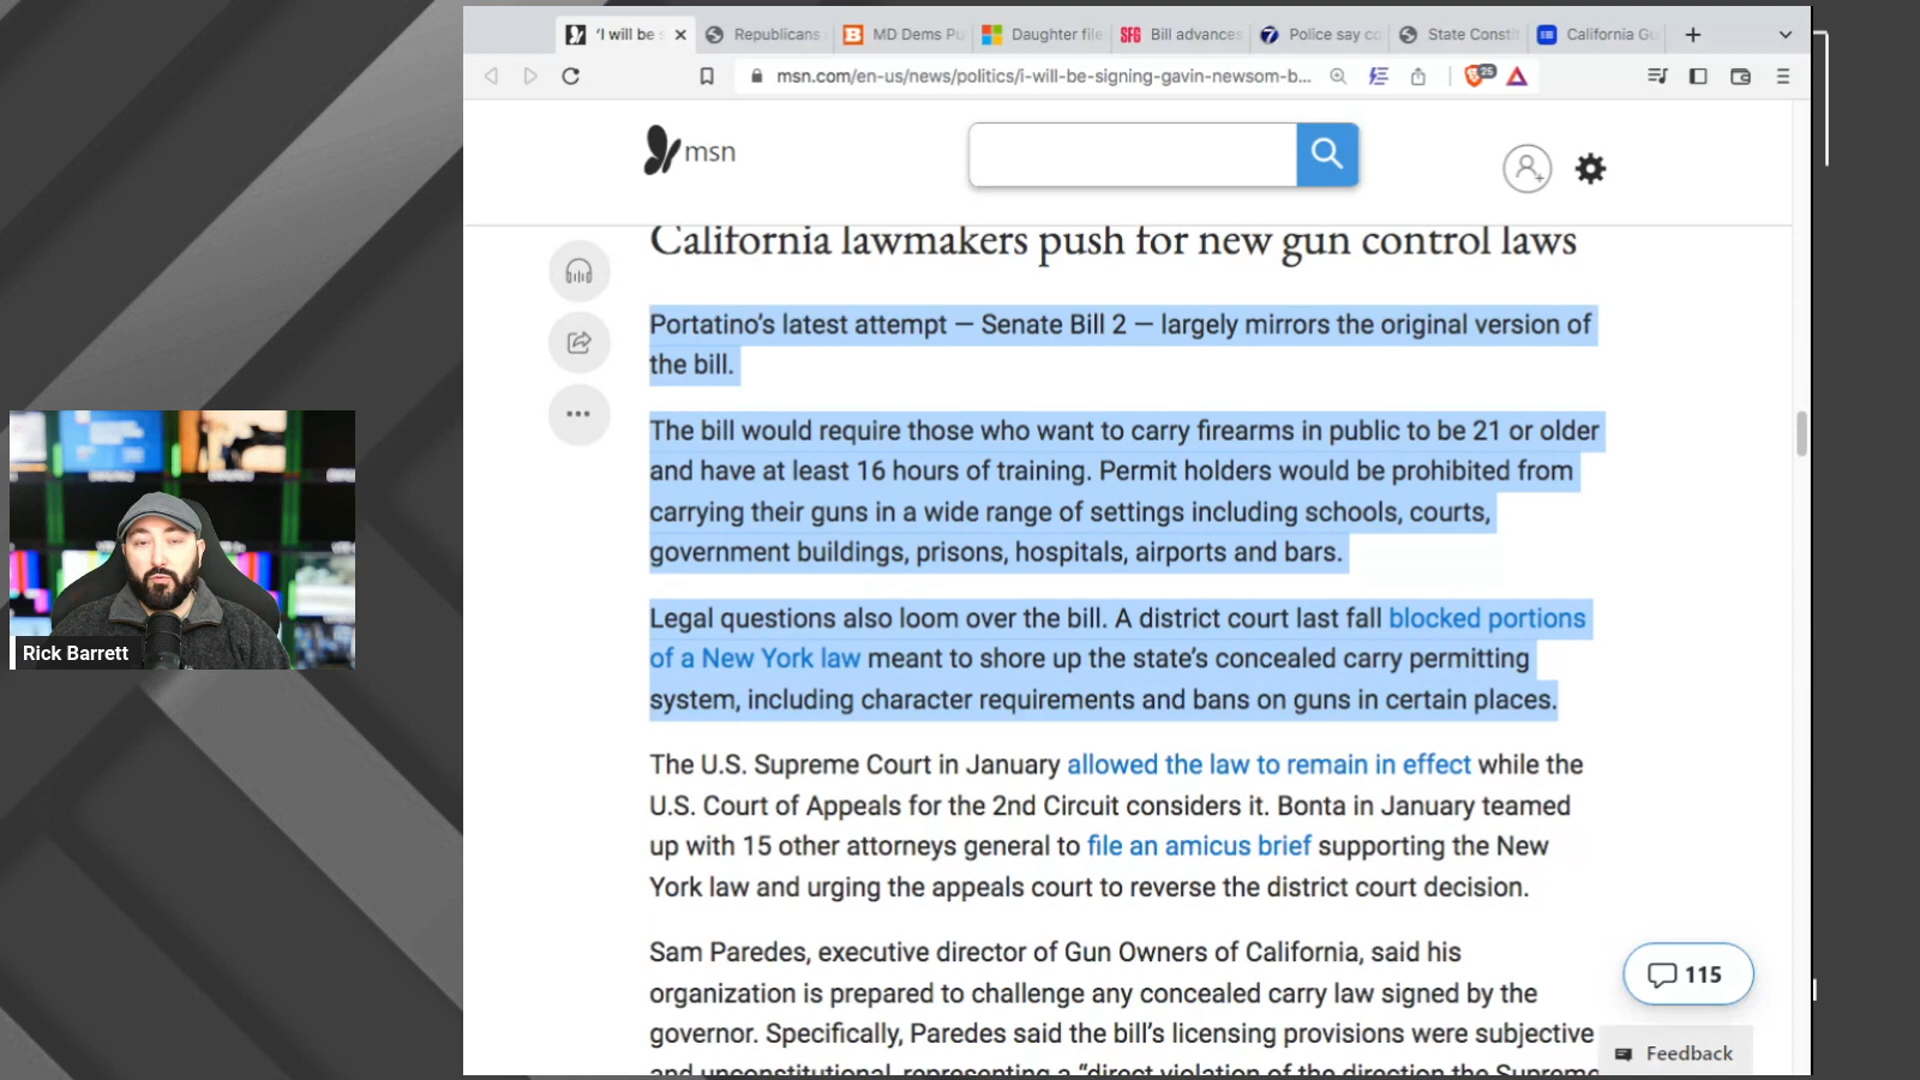 'I will be s
Republicans
MD Dems Pu
Daughter file
SFG Bill advances
Police say co
State Constit
California Gu
msn.com/en-us/news/politics/i-will-be-signing-gavin-newsom-b...
25
msn
California lawmakers push for new gun control laws
Portatino's latest attempt — Senate Bill 2 — largely mirrors the original version of
the bill.
The bill would require those who want to carry firearms in public to be 21 or older
and have at least 16 hours of training. Permit holders would be prohibited from
carrying their guns in a wide range of settings including schools, courts,
government buildings, prisons, hospitals, airports and bars.
Legal questions also loom over the bill. A district court last fall blocked portions
of a New York law meant to shore up the state's concealed carry permitting
system, including character requirements and bans on guns in certain places.
The U.S. Supreme Court in January allowed the law to remain in effect while the
U.S. Court of Appeals for the 2nd Circuit considers it. Bonta in January teamed
up with 15 other attorneys general to file an amicus brief supporting the New
York law and urging the appeals court to reverse the district court decision.
Sam Paredes, executive director of Gun Owners of California, said his
organization is prepared to challenge any concealed carry law signed by the
governor. Specifically, Paredes said the bill's licensing provisions were subjective
and unconstitutional, representing a "direct violation of the direction the Supreme
115
Feedback
Rick Barrett